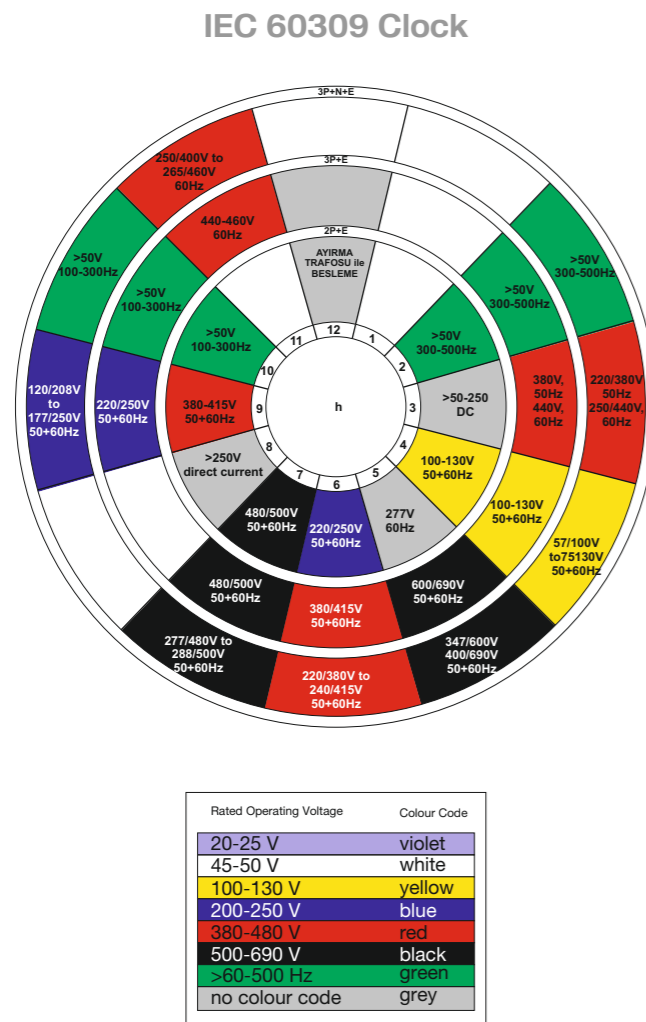 IEC 60309 Clock
3P+N+E
250/400V to
265/460V
60Hz
>50V
300-500Hz
220/380V
50Hz
250/440V,
60Hz
57/100V
to75130V
50+60Hz
347/600V
400/690V
50+60Hz
220/380V to
240/415V
50+60Hz
277/480V to
288/500V
50+60Hz
120/208V
to
177/250V
50+60Hz
>50V
100-300Hz
3P+E
440-460V
60Hz
>50V
300-500Hz
380V,
50Hz
440V,
60Hz
100-130V
50+60Hz
600/690V
50+60Hz
380/415V
50+60Hz
480/500V
50+60Hz
220/250V
50+60Hz
>50V
100-300Hz
2P+E
AYIRMA
TRAFOSU ile
BESLEME
>50V
300-500Hz
>50-250
DC
100-130V
50+60Hz
277V
60Hz
220/250V
50+60Hz
480/500V
50+60Hz
>250V
direct current
380-415V
50+60Hz
>50V
100-300Hz
12
1
2
3
4
5
6
7
8
9
10
11
h
Rated Operating Voltage Colour Code
20-25 V violet
45-50 V white
100-130 V yellow
200-250 V blue
380-480 V red
500-690 V black
>60-500 Hz green
no colour code grey